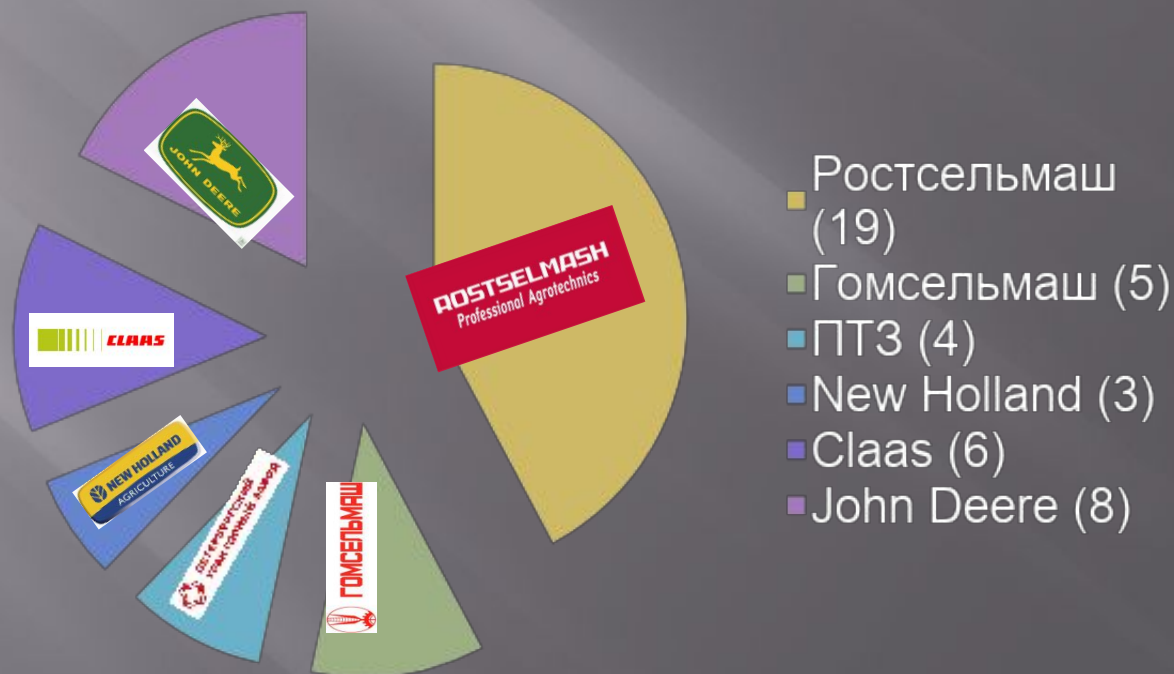 JOHN DEERE
ROSTSELMASH
Professional Agrotechnics
CLAAS
NEW HOLLAND
AGRICULTURE
ГОМСЕЛЬМАШ
Ростсельмаш
(19)
Гомсельмаш (5)
ПТЗ (4)
New Holland (3)
Claas (6)
John Deere (8)